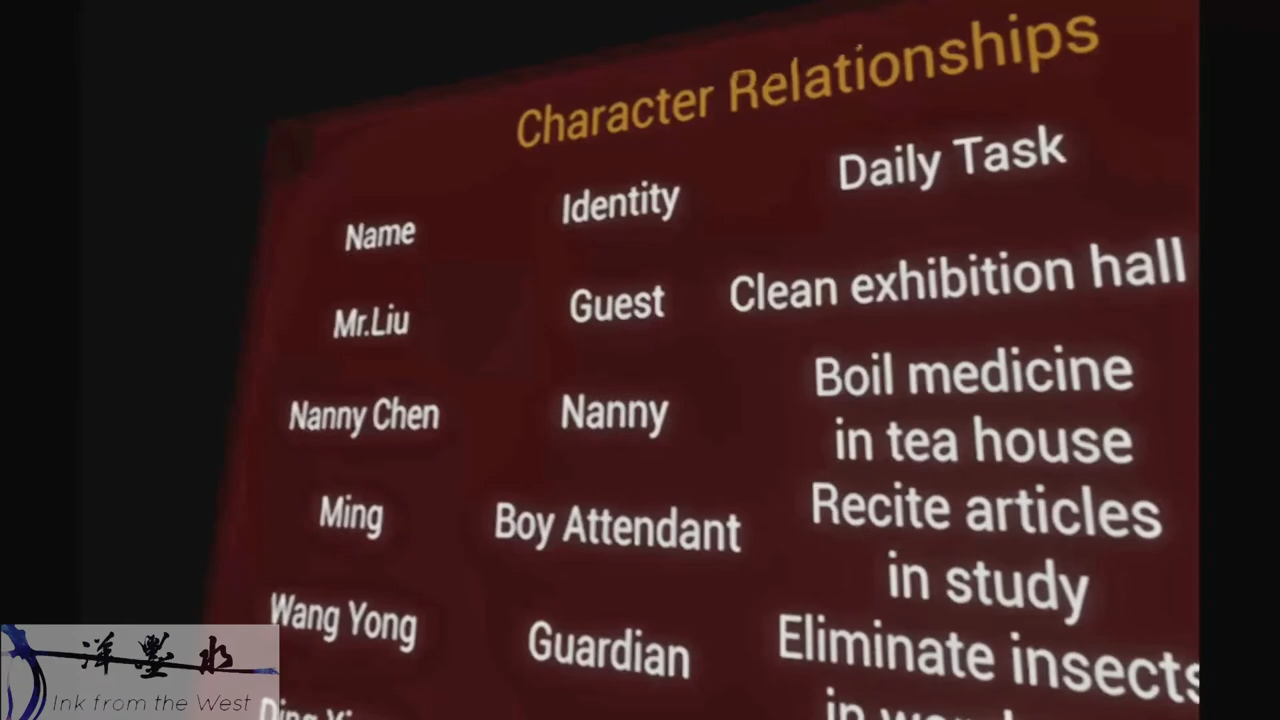 Character Relationships
Name Identity Daily Task
Mr.Liu Guest Clean exhibition hall
Nanny Chen Nanny Boil medicine
in tea house
Ming Boy Attendant Recite articles
in study
Wang Yong Guardian Eliminate insects
in
洋墨水
Ink from the West